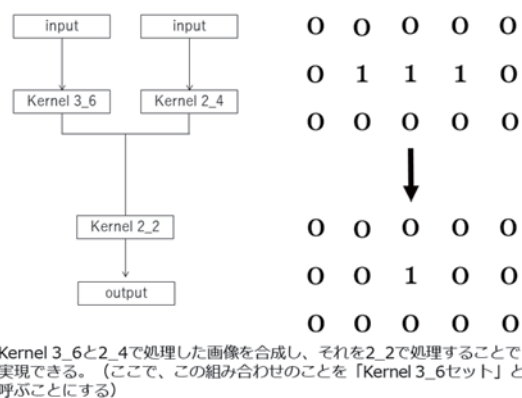 input
input
Kernel 3_6
Kernel 2_4
Kernel 2_2
output
0 0 0 0 0
0 1 1 1 0
0 0 0 0 0
0 0 0 0 0
0 0 1 0 0
0 0 0 0 0
Kernel 3_6と2_4で処理した画像を合成し、それを2_2で処理することで
実現できる。（ここで、この組み合わせのことを「Kernel 3_6セット」と
呼ぶことにする）